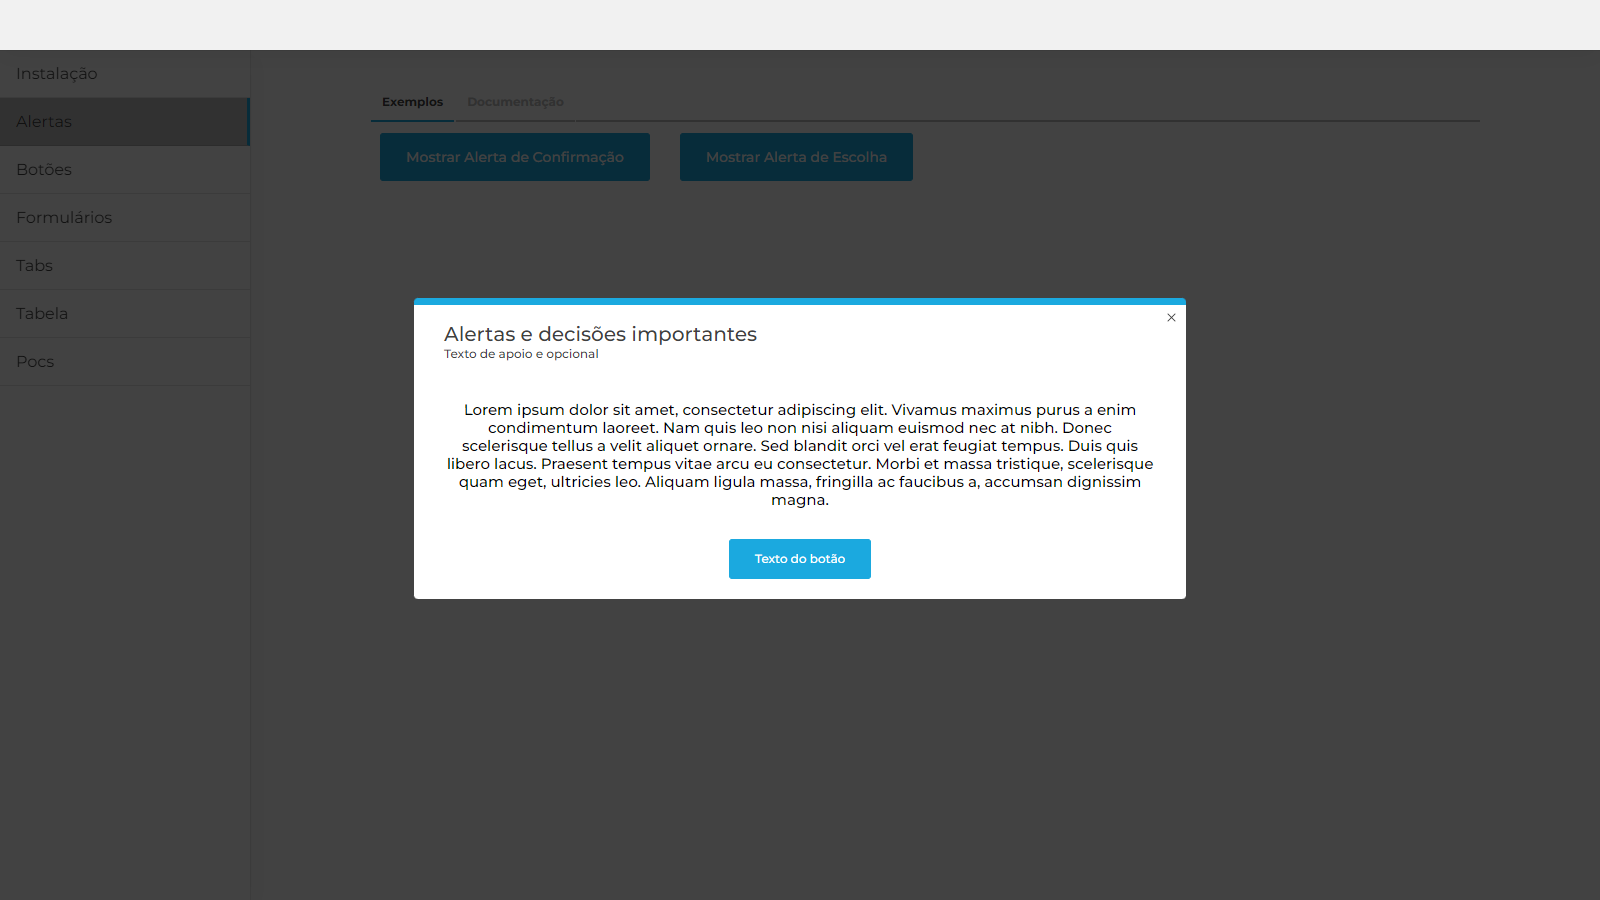 Instalação
Alertas
Botões
Formulários
Tabs
Tabela
Pocs
Exemplos Documentação
Mostrar Alerta de Confirmação Mostrar Alerta de Escolha
Alertas e decisões importantes
Texto de apoio e opcional
Lorem ipsum dolor sit amet, consectetur adipiscing elit. Vivamus maximus purus a enim
condimentum laoreet. Nam quis leo non nisi aliquam euismod nec at nibh. Donec
scelerisque tellus a velit aliquet ornare. Sed blandit orci vel erat feugiat tempus. Duis quis
libero lacus. Praesent tempus vitae arcu eu consectetur. Morbi et massa tristique, scelerisque
quam eget, ultricies leo. Aliquam ligula massa, fringilla ac faucibus a, accumsan dignissim
magna.
Texto do botão